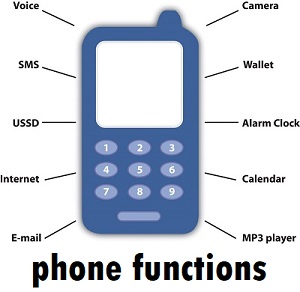 Voice
Camera
SMS
Wallet
USSD
Alarm Clock
1 2 3
4 5 6
7 8 9
Internet
Calendar
E-mail
MP3 player
phone functions